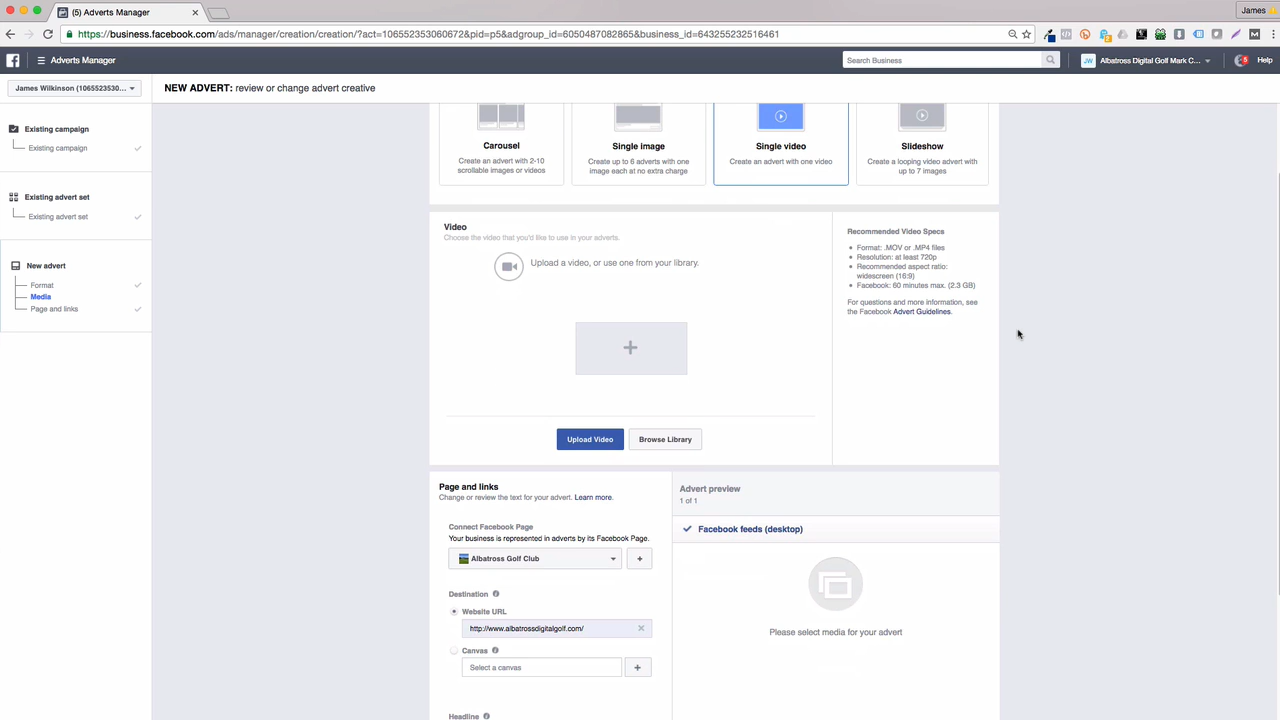 (5) Adverts Manager
James
https://business.facebook.com/ads/manager/creation/creation/?act=106552353060672&pid=p5&adgroup_id=6050487082865&business_id=643255232516461
Adverts Manager
Search Business
Albatross Digital Golf Mark C...
5
Help
James Wilkinson (1065523530...
NEW ADVERT: review or change advert creative
Existing campaign
Existing campaign
Existing advert set
Existing advert set
New advert
Format
Media
Page and links
Carousel
Create an advert with 2-10
scrollable images or videos
Single image
Create up to 6 adverts with one
image each at no extra charge
Single video
Create an advert with one video
Slideshow
Create a looping video advert with
up to 7 images
Video
Choose the video that you'd like to use in your adverts.
Upload a video, or use one from your library.
Upload Video
Browse Library
Recommended Video Specs
Format: .MOV or .MP4 files
Resolution: at least 720p
Recommended aspect ratio:
widescreen (16:9)
Facebook: 60 minutes max. (2.3 GB)
For questions and more information, see
the Facebook Advert Guidelines.
Page and links
Change or review the text for your advert. Learn more.
Connect Facebook Page
Your business is represented in adverts by its Facebook Page.
Albatross Golf Club
Destination
Website URL
http://www.albatrossdigitalgolf.com/
Canvas
Select a canvas
Headline
Advert preview
1 of 1
Facebook feeds (desktop)
Please select media for your advert